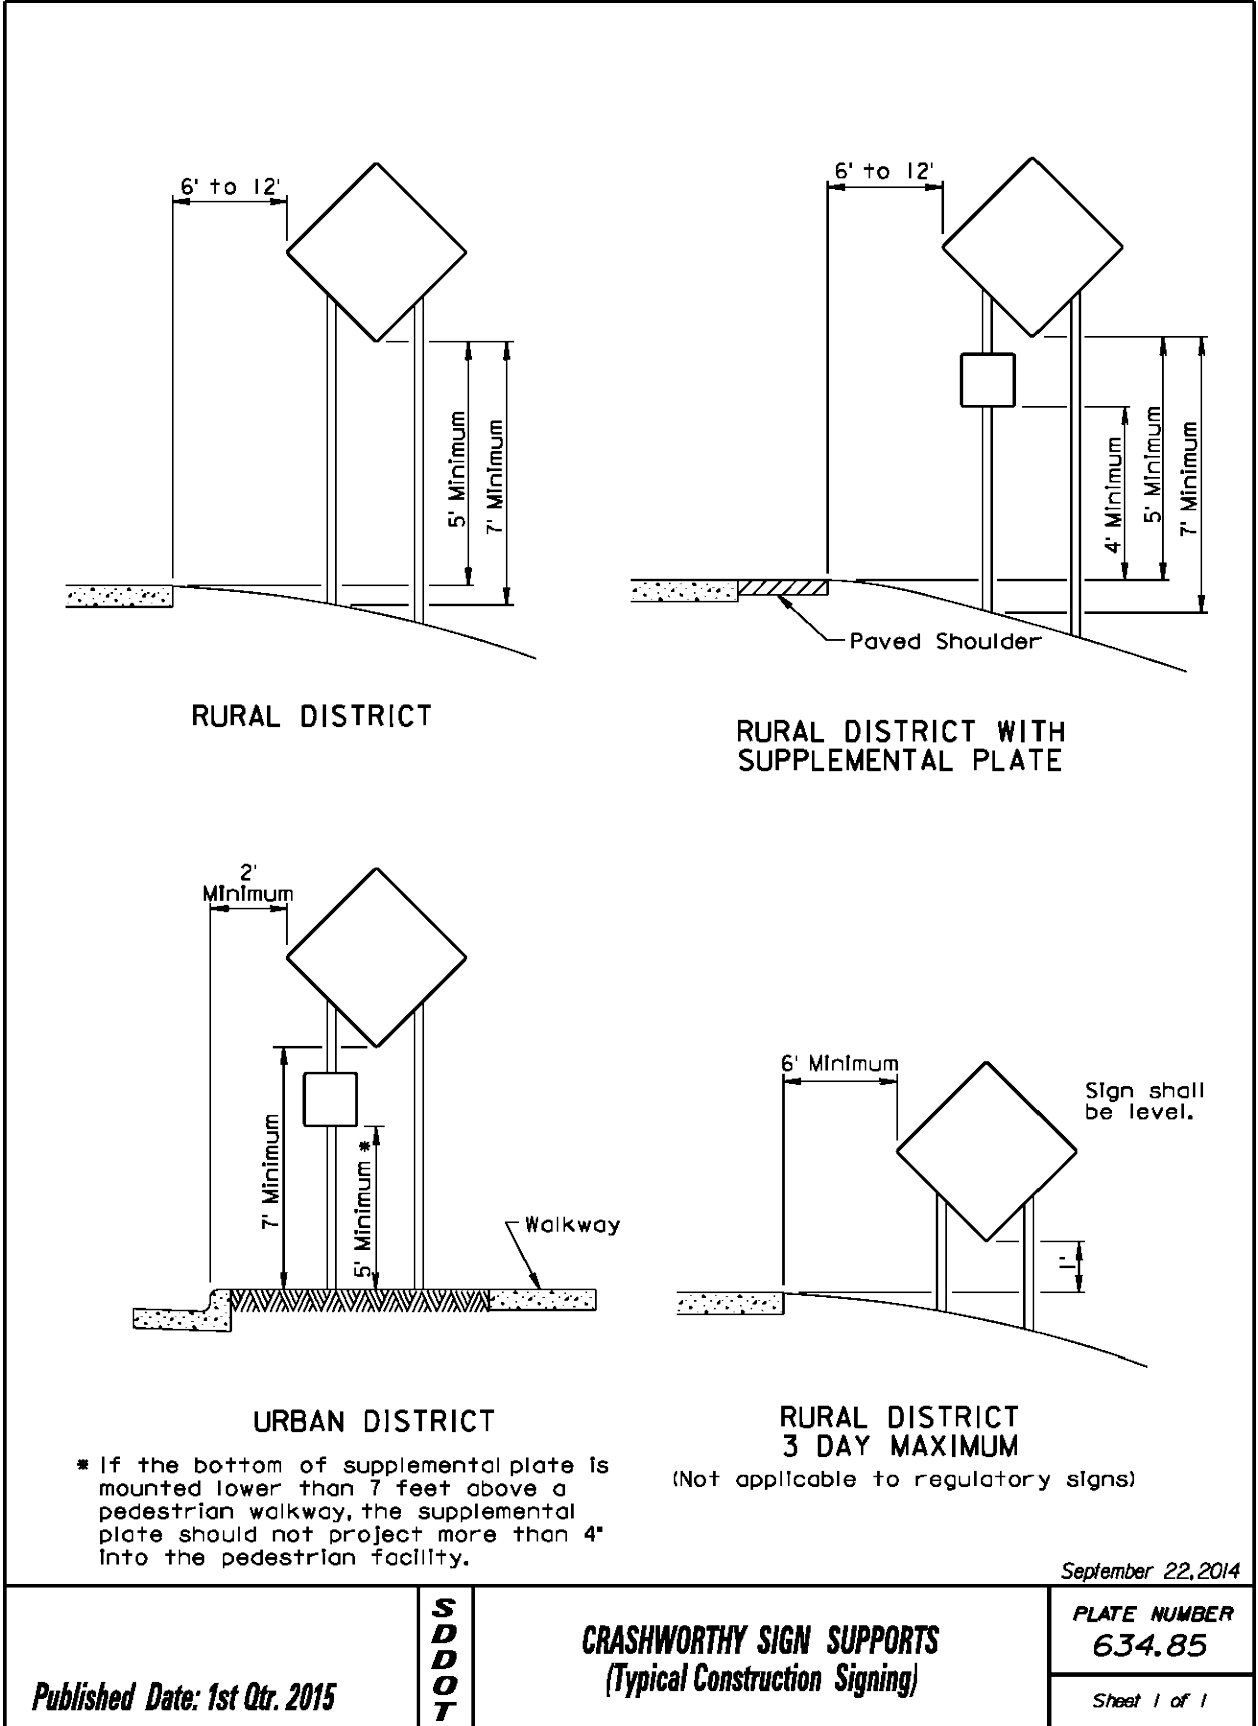 6' to 12'
5' Minimum
7' Minimum
RURAL DISTRICT
6' to 12'
4' Minimum
5' Minimum
7' Minimum
Paved Shoulder
RURAL DISTRICT WITH
SUPPLEMENTAL PLATE
2'
Minimum
7' Minimum
5' Minimum *
Walkway
URBAN DISTRICT
* If the bottom of supplemental plate is
mounted lower than 7 feet above a
pedestrian walkway, the supplemental
plate should not project more than 4"
into the pedestrian facility.
6' Minimum
Sign shall
be level.
1'
RURAL DISTRICT
3 DAY MAXIMUM
(Not applicable to regulatory signs)
September 22, 2014
Published Date: 1st Qtr. 2015
SDDOT
CRASHWORTHY SIGN SUPPORTS
(Typical Construction Signing)
PLATE NUMBER
634.85
Sheet 1 of 1